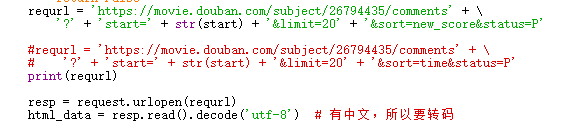 requrl = 'https://movie.douban.com/subject/26794435/comments' + \
'?' + 'start=' + str(start) + '&limit=20' + '&sort=new_score&status=P'
#requrl = 'https://movie.douban.com/subject/26794435/comments' + \
#    '?' + 'start=' + str(start) + '&limit=20' + '&sort=time&status=P'
print(requrl)
resp = request.urlopen(requrl)
html_data = resp.read().decode('utf-8')  # 有中文，所以要转码